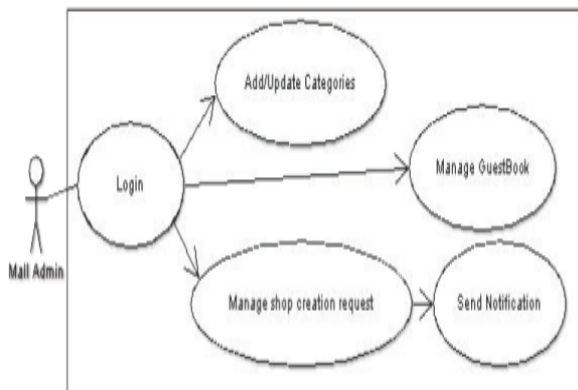 Add/Update Categories
Login
Manage GuestBook
Mall Admin
Manage shop creation request
Send Notification